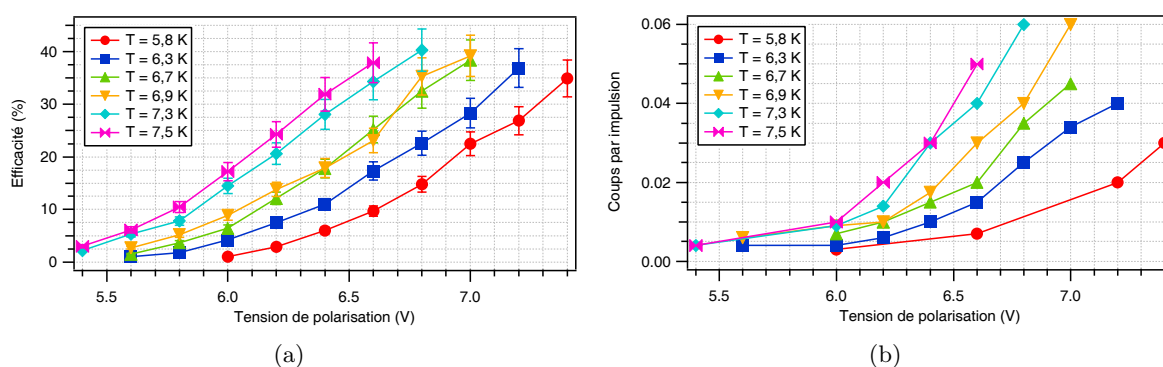 Efficacité (%)
40
30
20
10
0
T = 5,8 K
T = 6,3 K
T = 6,7 K
T = 6,9 K
T = 7,3 K
T = 7,5 K
5.5
6.0
6.5
7.0
Tension de polarisation (V)
(a)
Coups par impulsion
0.06
0.04
0.02
0.00
T = 5,8 K
T = 6,3 K
T = 6,7 K
T = 6,9 K
T = 7,3 K
T = 7,5 K
5.5
6.0
6.5
7.0
Tension de polarisation (V)
(b)